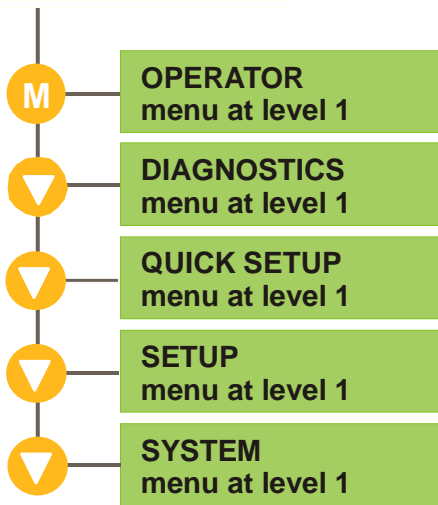 M
OPERATOR
menu at level 1
DIAGNOSTICS
menu at level 1
QUICK SETUP
menu at level 1
SETUP
menu at level 1
SYSTEM
menu at level 1